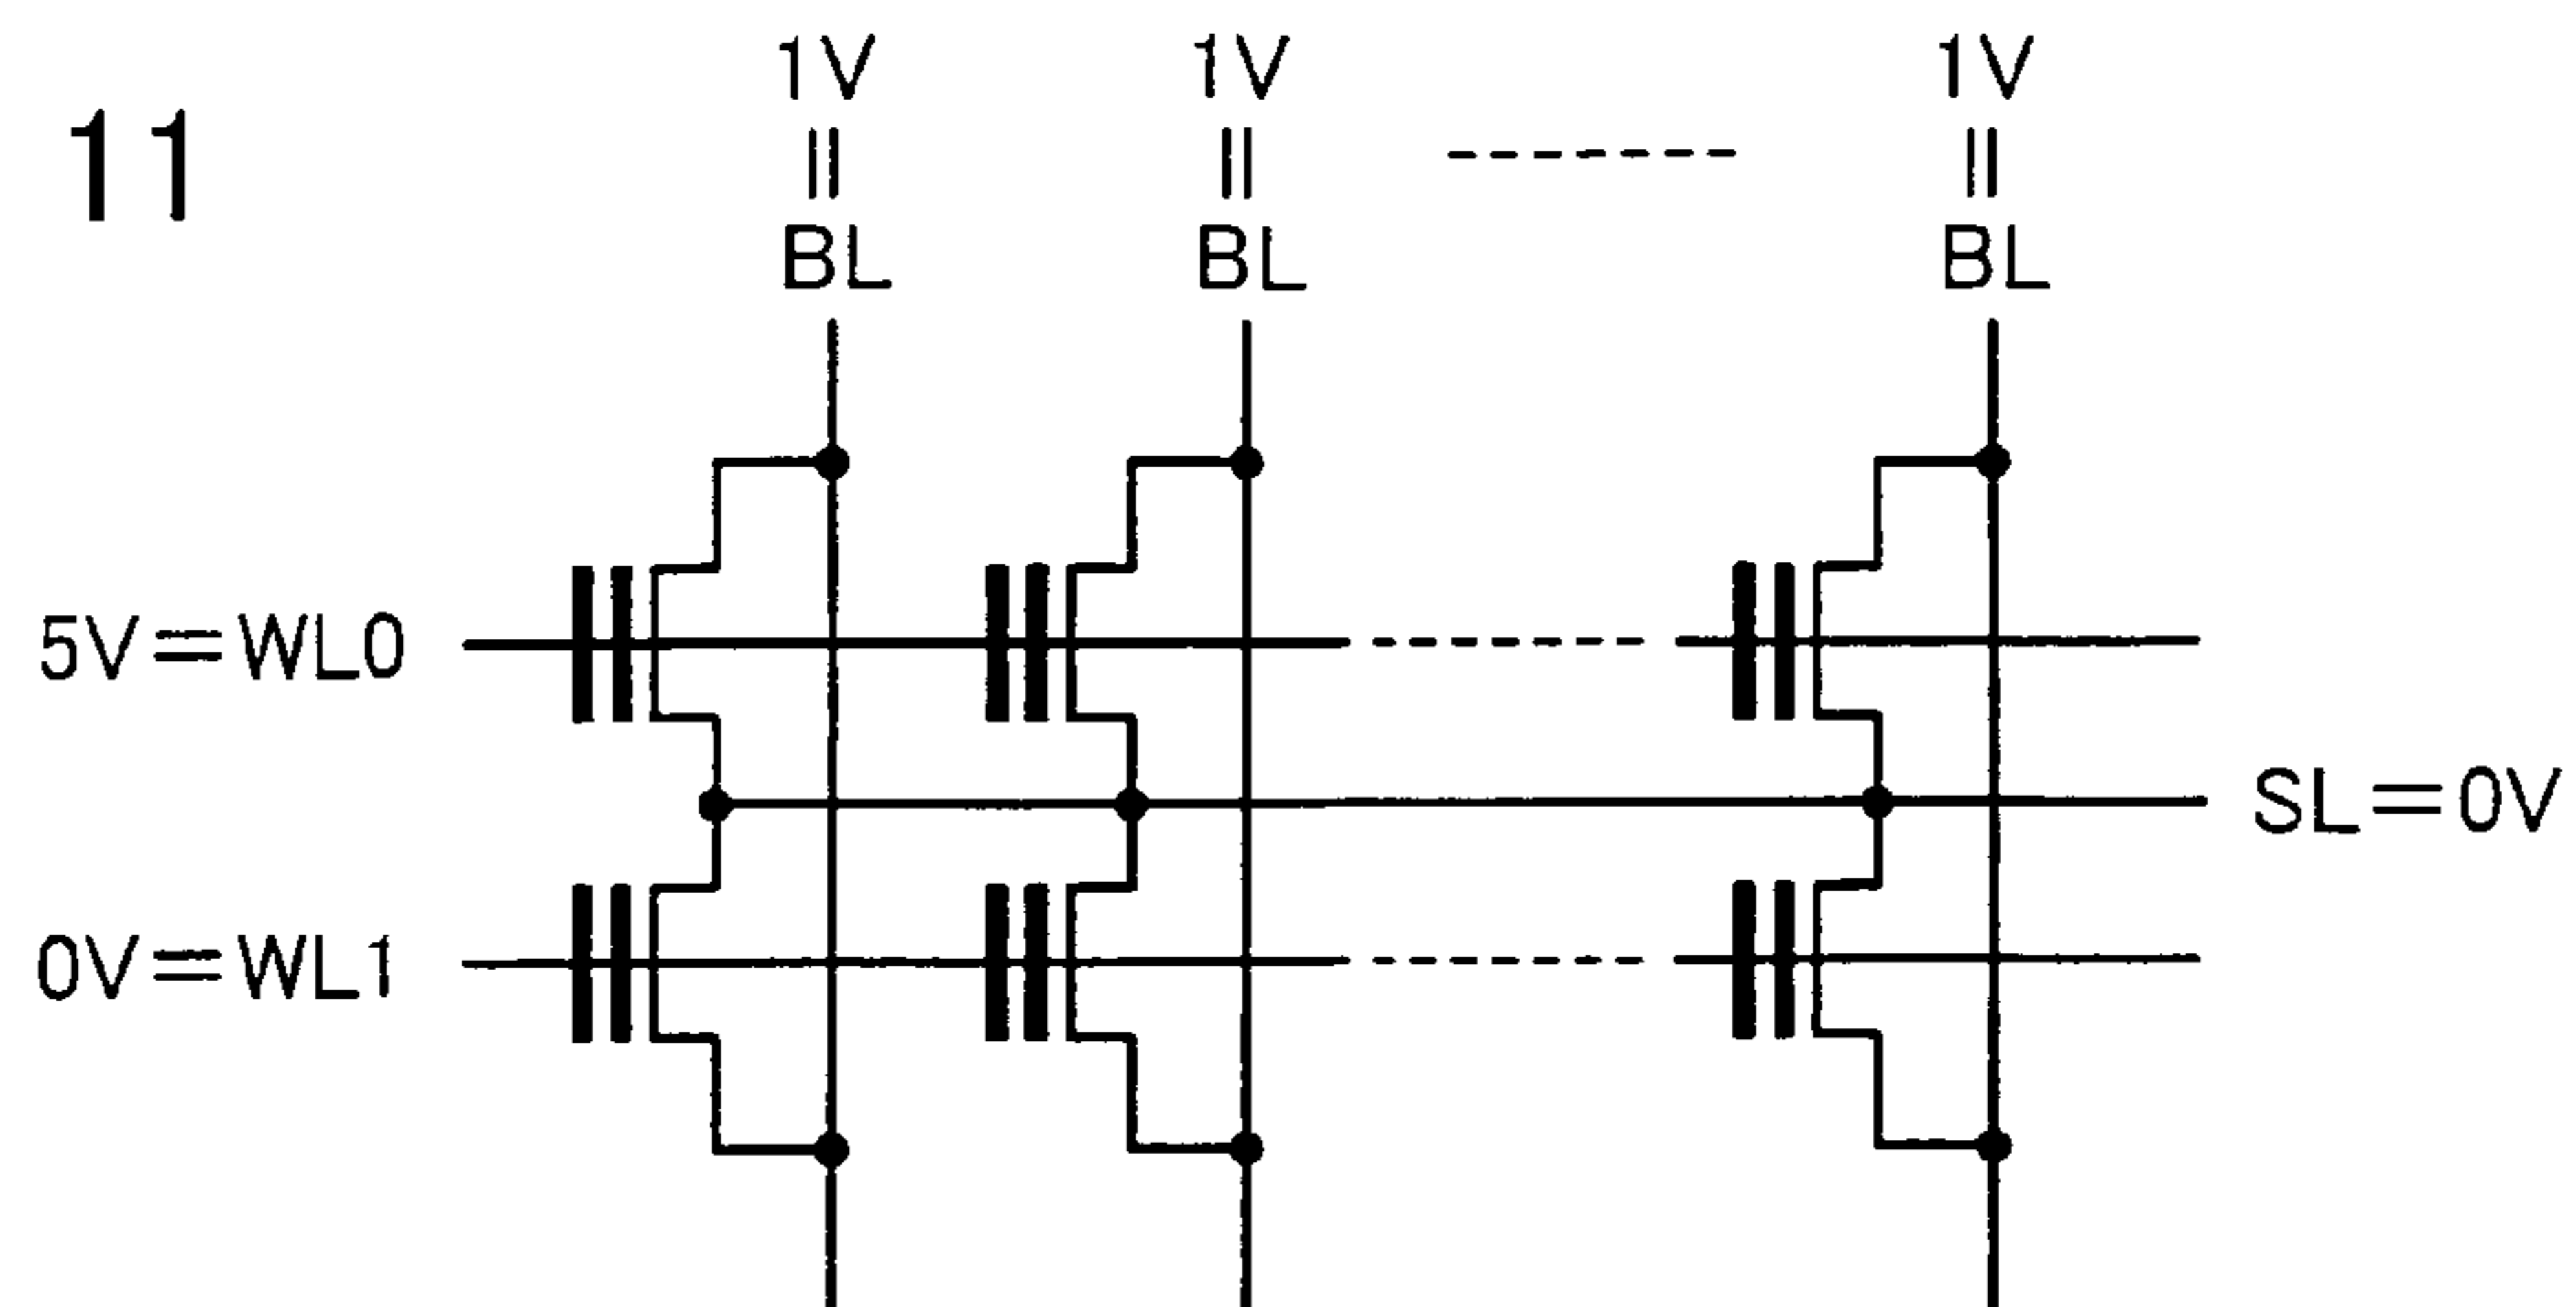 11
1V 1V 1V
|| || ||
BL BL BL
5V=WL0
SL=0V
0V=WL1